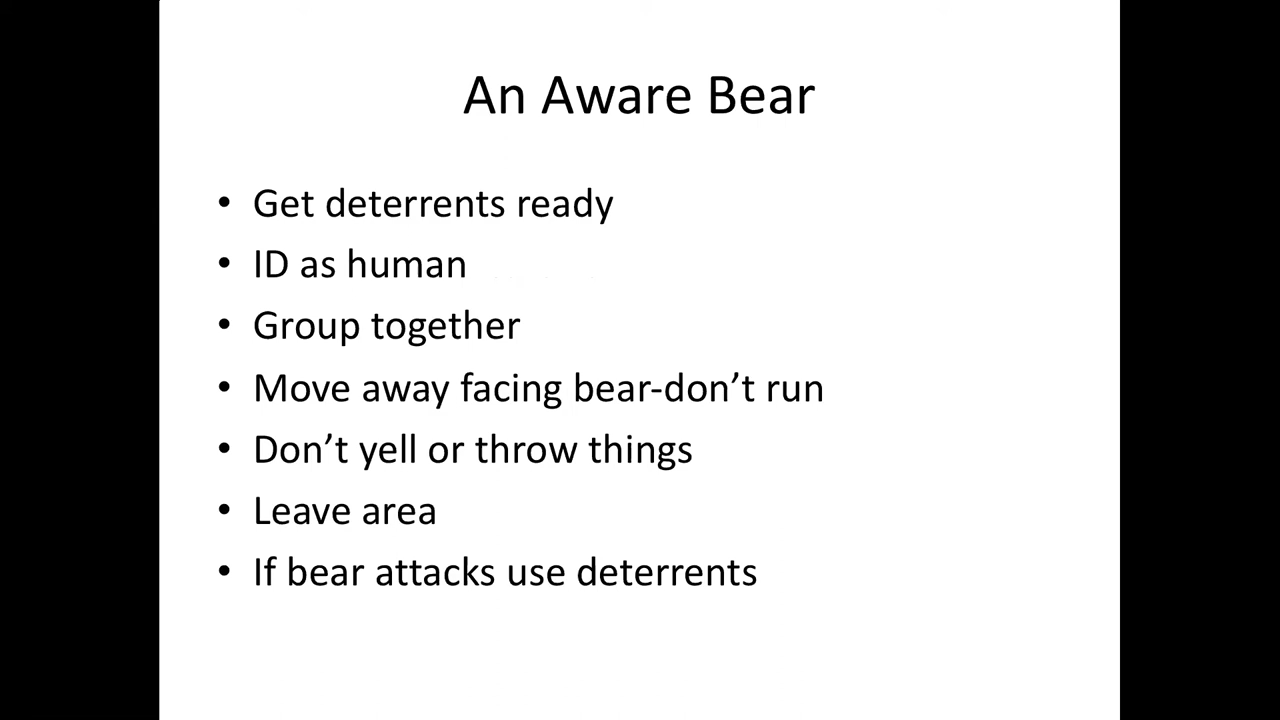 An Aware Bear
• Get deterrents ready
• ID as human
• Group together
• Move away facing bear-don’t run
• Don’t yell or throw things
• Leave area
• If bear attacks use deterrents